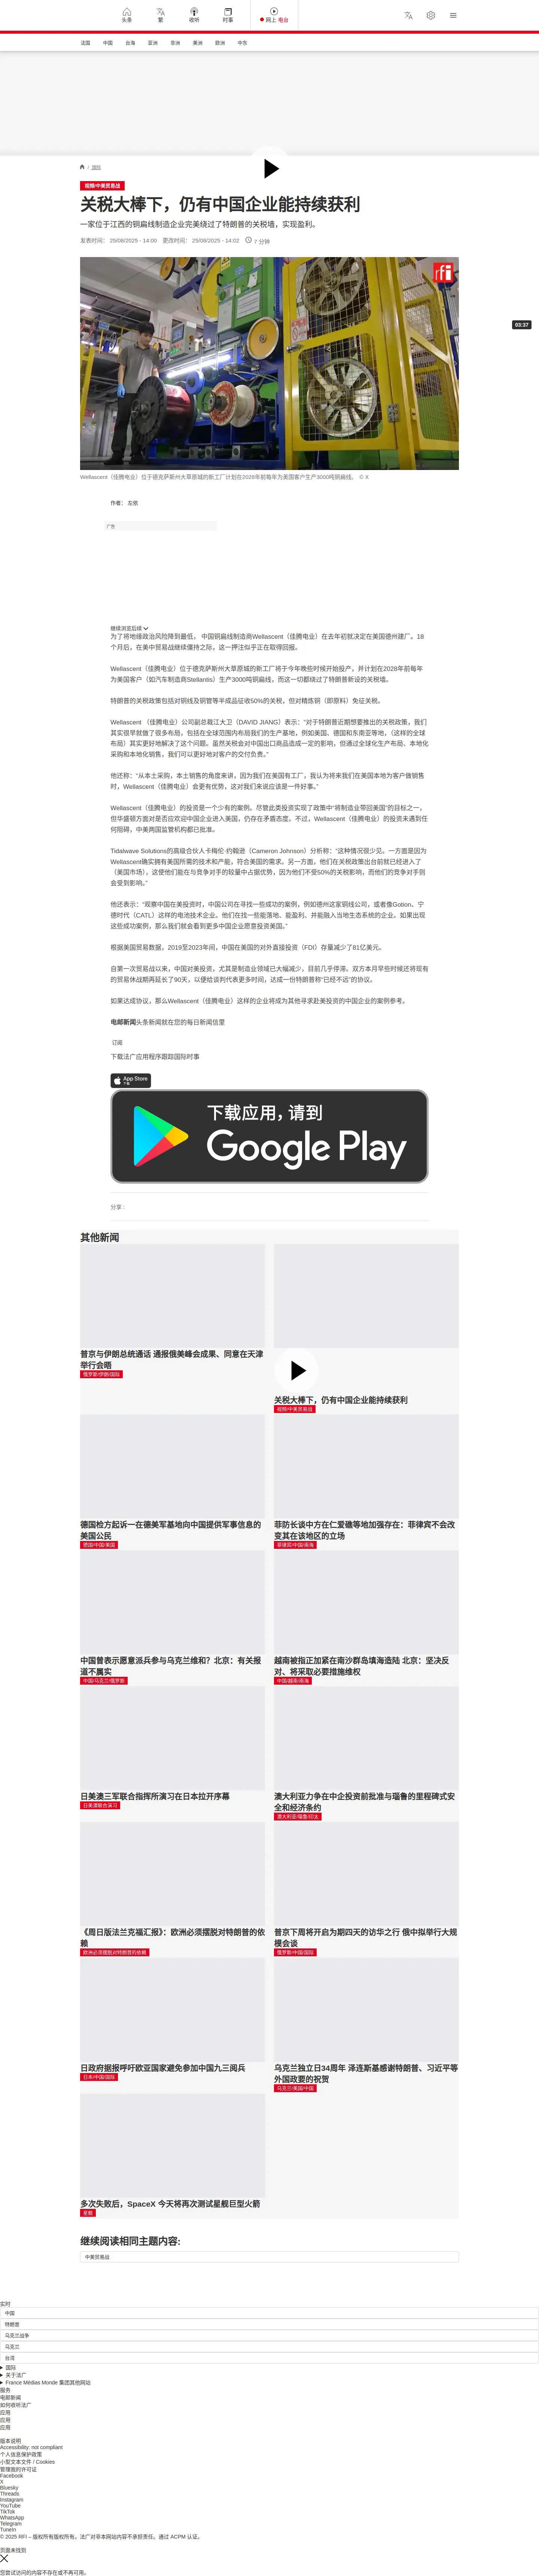 头条
繁
收听
时事
网上 电台
法国
中国
台海
亚洲
非洲
美洲
欧洲
中东
/ 国际
视频/中美贸易战
关税大棒下，仍有中国企业能持续获利
一家位于江西的铜扁线制造企业完美绕过了特朗普的关税墙，实现盈利。
发表时间： 25/08/2025 - 14:00 更改时间： 25/08/2025 - 14:02 7 分钟
rfi
03:37
Wellascent（佳腾电业）位于德克萨斯州大草原城的新工厂计划在2028年前每年为美国客户生产3000吨铜扁线。 © X
作者： 左依
广告
继续浏览后续
为了将地缘政治风险降到最低， 中国铜扁线制造商Wellascent（佳腾电业）在去年初就决定在美国德州建厂。18
个月后，在美中贸易战继续僵持之际，这一押注似乎正在取得回报。
Wellascent（佳腾电业）位于德克萨斯州大草原城的新工厂将于今年晚些时候开始投产，并计划在2028年前每年
为美国客户（如汽车制造商Stellantis）生产3000吨铜扁线，而这一切都绕过了特朗普新设的关税墙。
特朗普的关税政策包括对铜线及铜管等半成品征收50%的关税，但对精炼铜（即原料）免征关税。
Wellascent （佳腾电业）公司副总裁江大卫（DAVID JIANG）表示：“对于特朗普近期想要推出的关税政策，我们
其实很早就做了很多布局，包括在全球范围内布局我们的生产基地，例如美国、德国和东南亚等地，（这样的全球
布局）其实更好地解决了这个问题。虽然关税会对中国出口商品造成一定的影响，但通过全球化生产布局、本地化
采购和本地化销售，我们可以更好地对客户的交付负责。”
他还称：“从本土采购，本土销售的角度来讲，因为我们在美国有工厂，我认为将来我们在美国本地为客户做销售
时，Wellascent（佳腾电业）会更有优势，这对我们来说应该是一件好事。”
Wellascent（佳腾电业）的投资是一个少有的案例。尽管此类投资实现了政策中“将制造业带回美国”的目标之一，
但华盛顿方面对是否应欢迎中国企业进入美国，仍存在矛盾态度。不过，Wellascent（佳腾电业）的投资未遇到任
何阻碍，中美两国监管机构都已批准。
Tidalwave Solutions的高级合伙人卡梅伦·约翰逊（Cameron Johnson）分析称：“这种情况很少见。一方面是因为
Wellascent确实拥有美国所需的技术和产能，符合美国的需求。另一方面，他们在关税政策出台前就已经进入了
（美国市场），这使他们能在与竞争对手的较量中占据优势，因为他们不受50%的关税影响，而他们的竞争对手则
会受到影响。”
他还表示：“观察中国在美投资时，中国公司在寻找一些成功的案例，例如德州这家铜线公司，或者像Gotion、宁
德时代（CATL）这样的电池技术企业。他们在找一些能落地、能盈利、并能融入当地生态系统的企业。如果出现
这些成功案例，那么我们就会看到更多中国企业愿意投资美国。”
根据美国贸易数据，2019至2023年间，中国在美国的对外直接投资（FDI）存量减少了81亿美元。
自第一次贸易战以来，中国对美投资，尤其是制造业领域已大幅减少，目前几乎停滞。双方本月早些时候还将现有
的贸易休战期再延长了90天，以便给谈判代表更多时间，达成一份特朗普称“已经不远”的协议。
如果达成协议，那么Wellascent（佳腾电业）这样的企业将成为其他寻求赴美投资的中国企业的案例参考。
电邮新闻头条新闻就在您的每日新闻信里
订阅
下载法广应用程序跟踪国际时事
App Store
下载
下载应用，请到
Google Play
分享 :
其他新闻
普京与伊朗总统通话 通报俄美峰会成果、同意在天津
举行会晤
俄罗斯/伊朗/国际
关税大棒下，仍有中国企业能持续获利
视频/中美贸易战
德国检方起诉一在德美军基地向中国提供军事信息的
美国公民
德国/中国/美国
菲防长谈中方在仁爱礁等地加强存在：菲律宾不会改
变其在该地区的立场
菲律宾/中国/南海
中国曾表示愿意派兵参与乌克兰维和？北京：有关报
道不属实
中国/乌克兰/俄罗斯
越南被指正加紧在南沙群岛填海造陆 北京：坚决反
对、将采取必要措施维权
中国/越南/南海
日美澳三军联合指挥所演习在日本拉开序幕
日美澳联合演习
澳大利亚力争在中企投资前批准与瑙鲁的里程碑式安
全和经济条约
澳大利亚/瑙鲁/印太
《周日版法兰克福汇报》：欧洲必须摆脱对特朗普的依
赖
欧洲必须摆脱对特朗普的依赖
普京下周将开启为期四天的访华之行 俄中拟举行大规
模会谈
俄罗斯/中国/国际
日政府据报呼吁欧亚国家避免参加中国九三阅兵
日本/中国/国际
乌克兰独立日34周年 泽连斯基感谢特朗普、习近平等
外国政要的祝贺
乌克兰/美国/中国
多次失败后，SpaceX 今天将再次测试星舰巨型火箭
星舰
继续阅读相同主题内容:
中美贸易战
实时
中国
特朗普
乌克兰战争
乌克兰
台湾
国际
关于法广
France Médias Monde 集团其他网站
服务
电邮新闻
如何收听法广
应用
应用
应用
版本说明
Accessibility: not compliant
个人信息保护政策
小型文本文件 / Cookies
管理我的许可证
Facebook
X
Bluesky
Threads
Instagram
YouTube
TikTok
WhatsApp
Telegram
TuneIn
© 2025 RFI – 版权所有版权所有。法广对非本网站内容不承担责任。通过 ACPM 认证。
页面未找到
您尝试访问的内容不存在或不再可用。